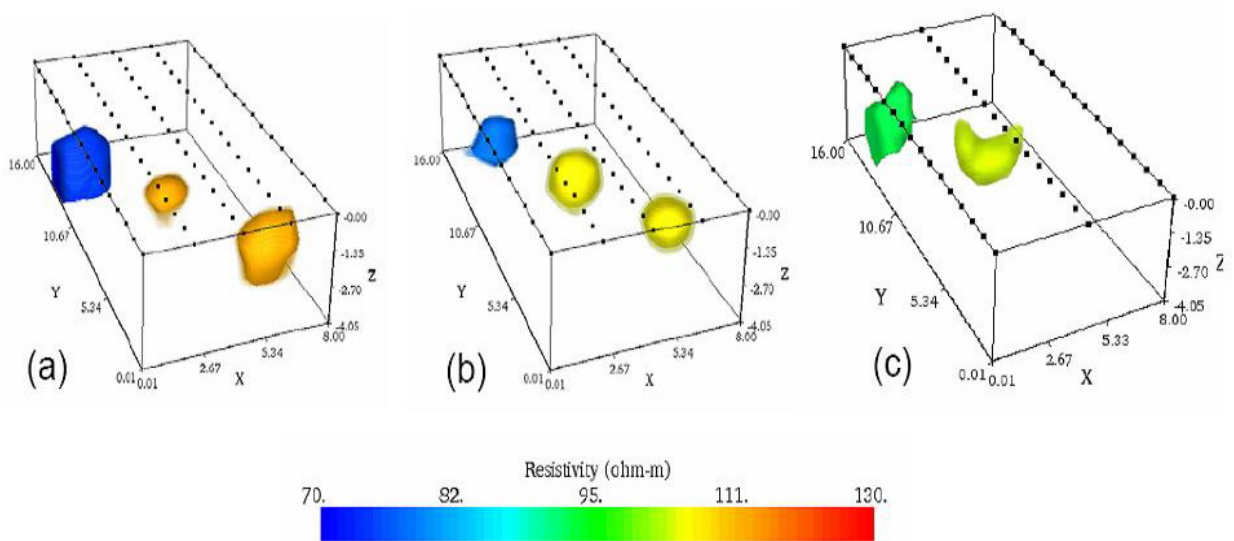 16.00
10.67
Y
5.34
0.01
0.01
2.67
X
5.34
8.00
-0.00
-1.35
Z
-2.70
-4.05
(a)
16.00
10.67
Y
5.34
0.01
0.01
2.67
X
5.34
8.00
-0.00
-1.35
Z
-2.70
-4.05
(b)
16.00
10.67
Y
5.34
0.01
0.01
2.67
X
5.33
8.00
-0.00
-1.35
Z
-2.70
-4.05
(c)
Resistivity (ohm-m)
70. 82. 95. 111. 130.